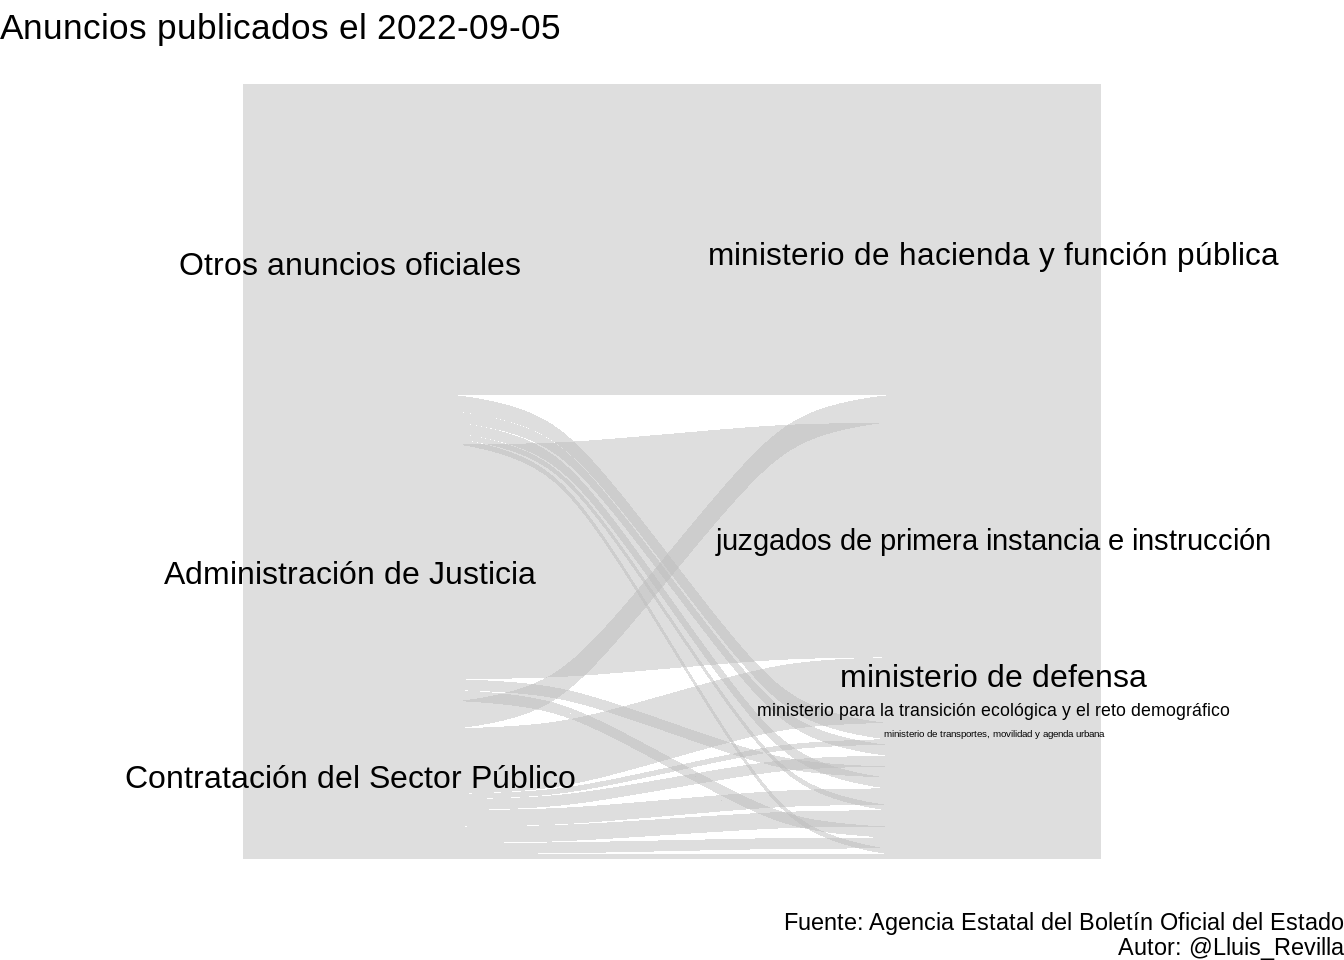 Anuncios publicados el 2022-09-05
Otros anuncios oficiales
ministerio de hacienda y función pública
Administración de Justicia
juzgados de primera instancia e instrucción
ministerio de defensa
ministerio para la transición ecológica y el reto demográfico
ministerio de transportes, movilidad y agenda urbana
Contratación del Sector Público
Fuente: Agencia Estatal del Boletín Oficial del Estado
Autor: @Lluis_Revilla